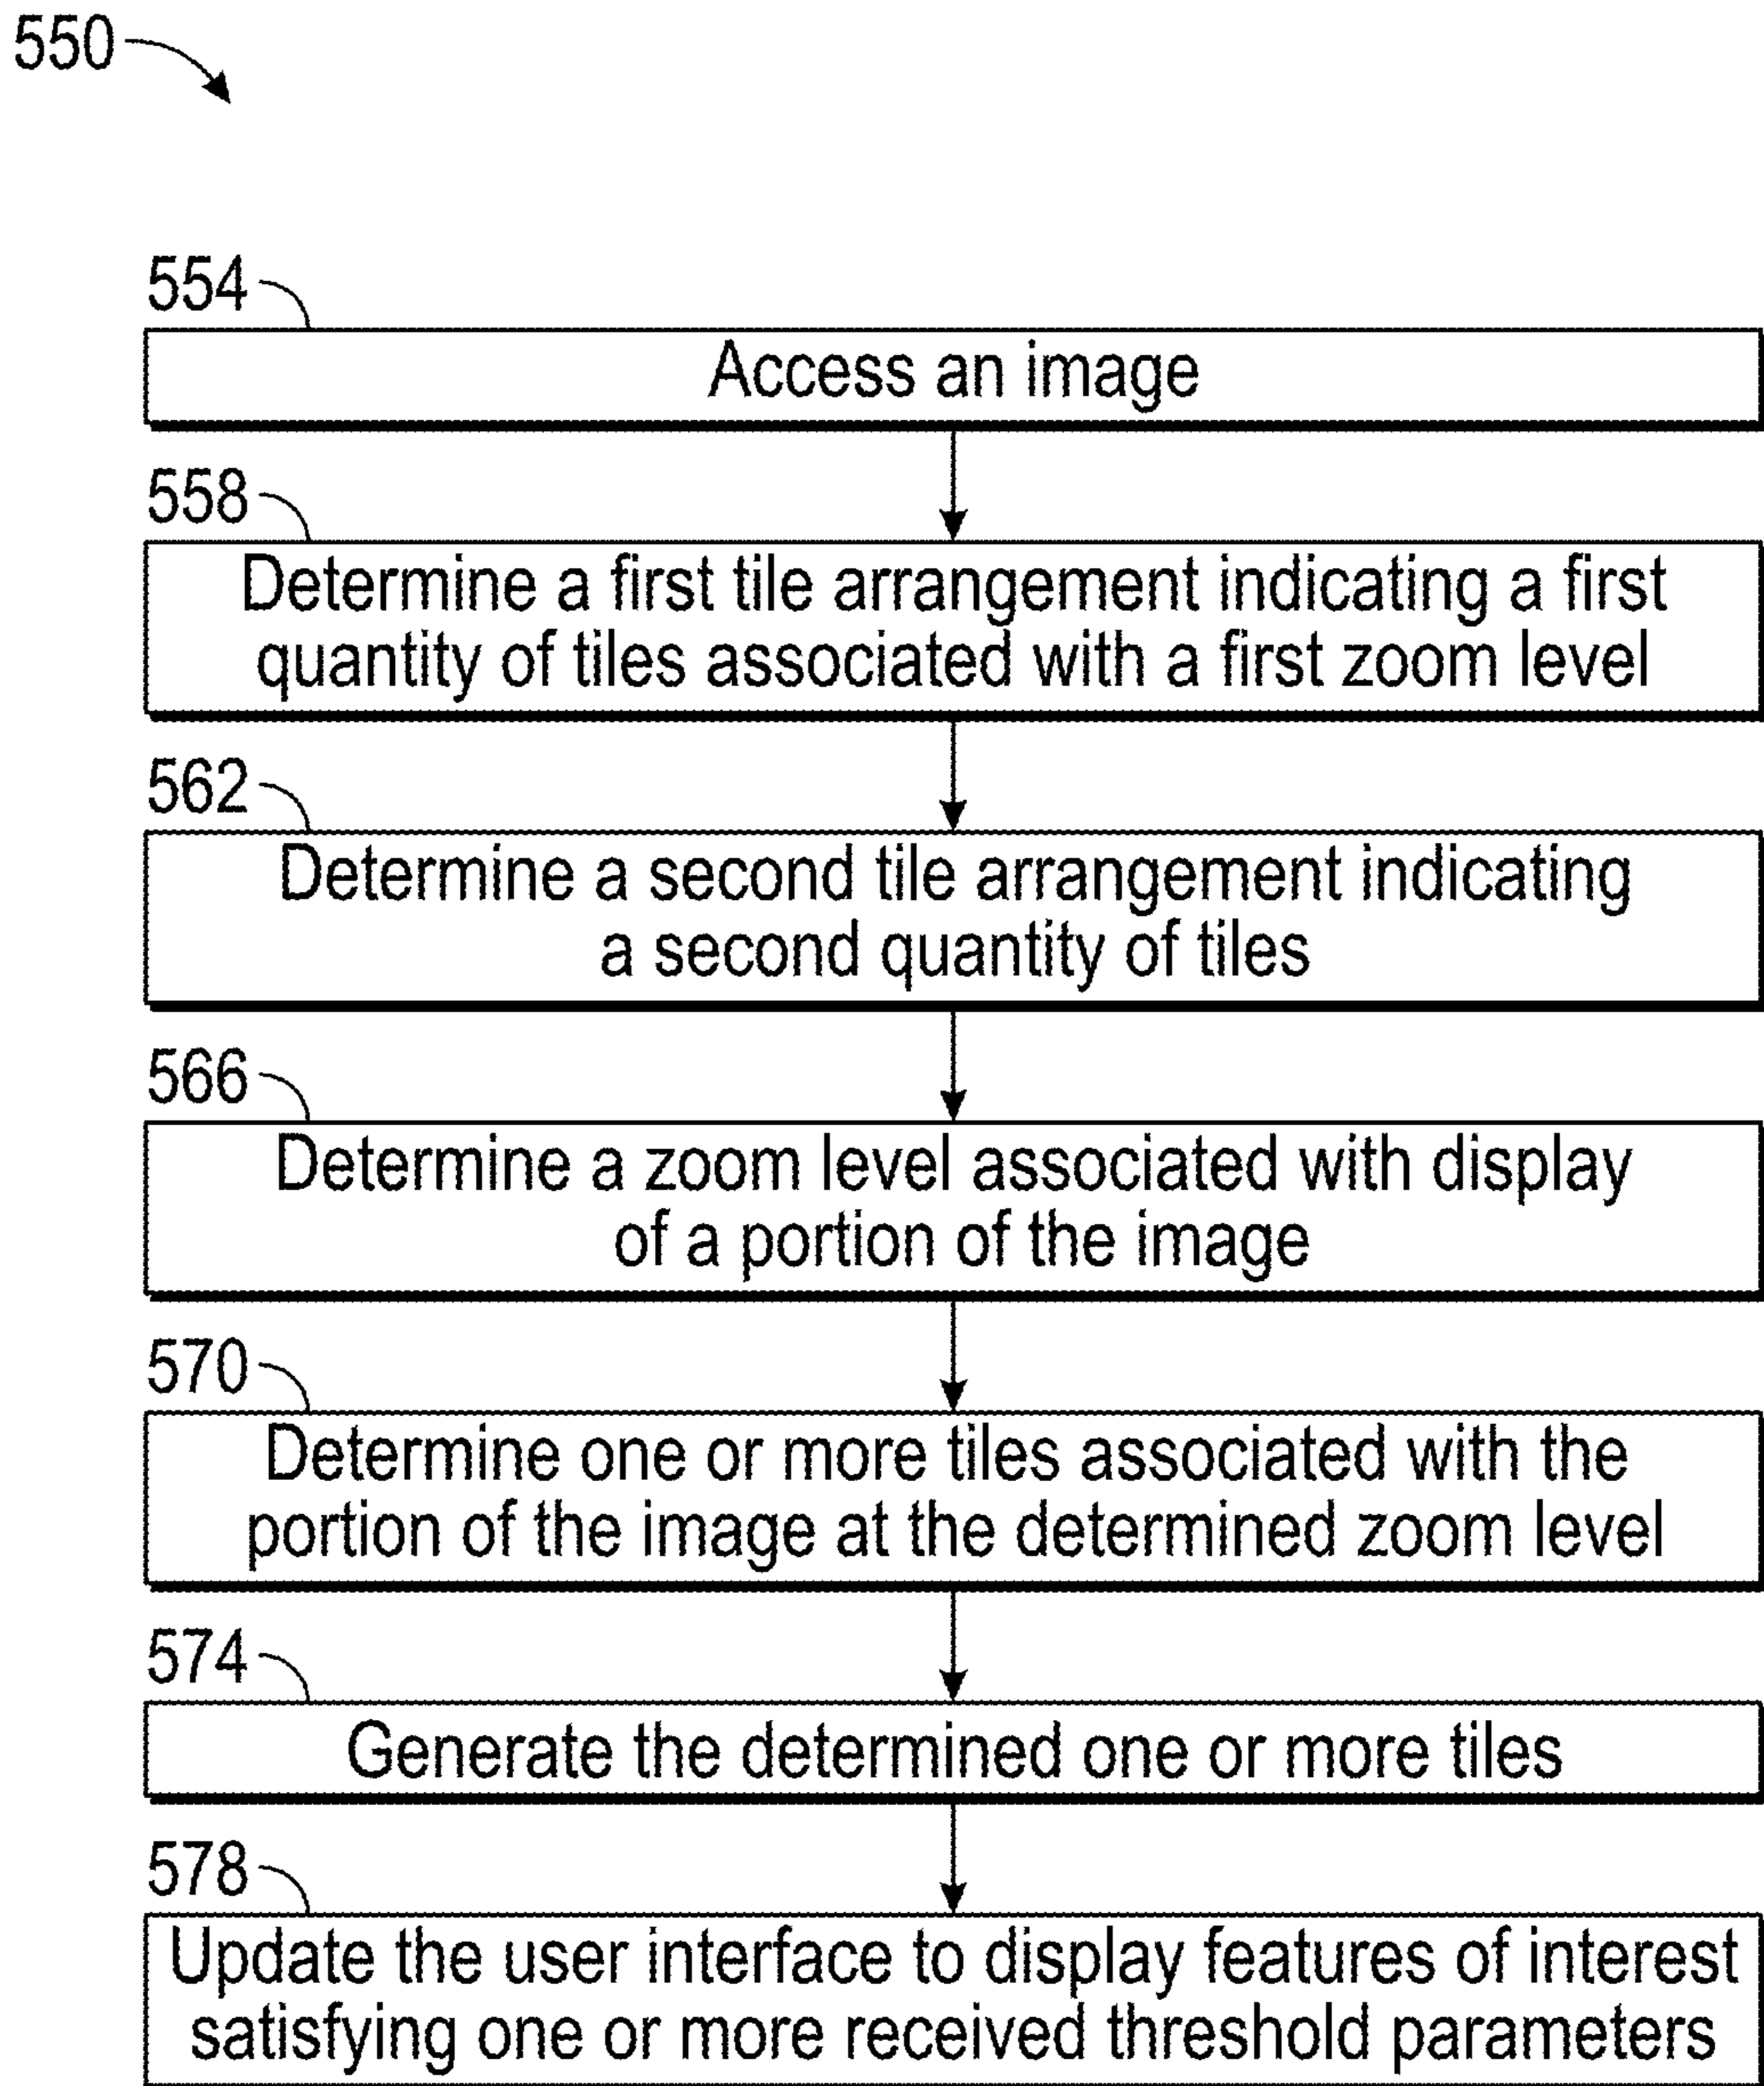 550
554
Access an image
558
Determine a first tile arrangement indicating a first
quantity of tiles associated with a first zoom level
562
Determine a second tile arrangement indicating
a second quantity of tiles
566
Determine a zoom level associated with display
of a portion of the image
570
Determine one or more tiles associated with the
portion of the image at the determined zoom level
574
Generate the determined one or more tiles
578
Update the user interface to display features of interest
satisfying one or more received threshold parameters